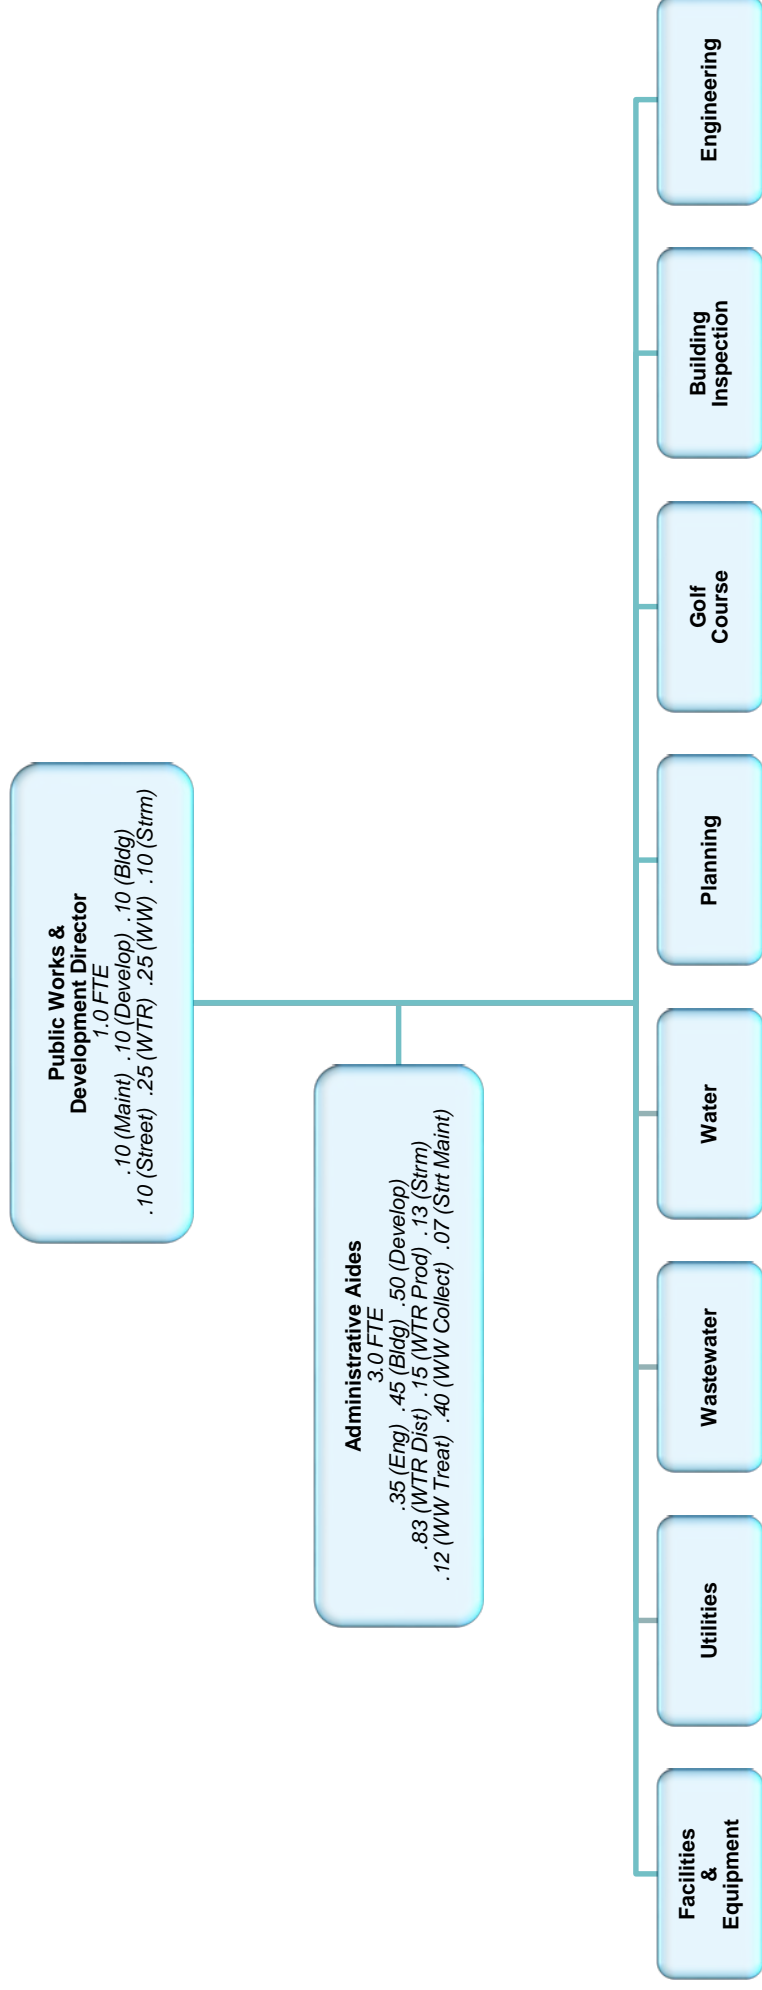 Public Works &
Development Director
1.0 FTE
.10 (Maint) .10 (Develop) .10 (Bldg)
.10 (Street) .25 (WTR) .25 (WW) .10 (Strm)
Administrative Aides
3.0 FTE
.35 (Eng) .45 (Bldg) .50 (Develop)
.83 (WTR Dist) .15 (WTR Prod) .13 (Strm)
.12 (WW Treat) .40 (WW Collect) .07 (Strt Maint)
Facilities
&
Equipment
Utilities
Wastewater
Water
Planning
Golf
Course
Building
Inspection
Engineering